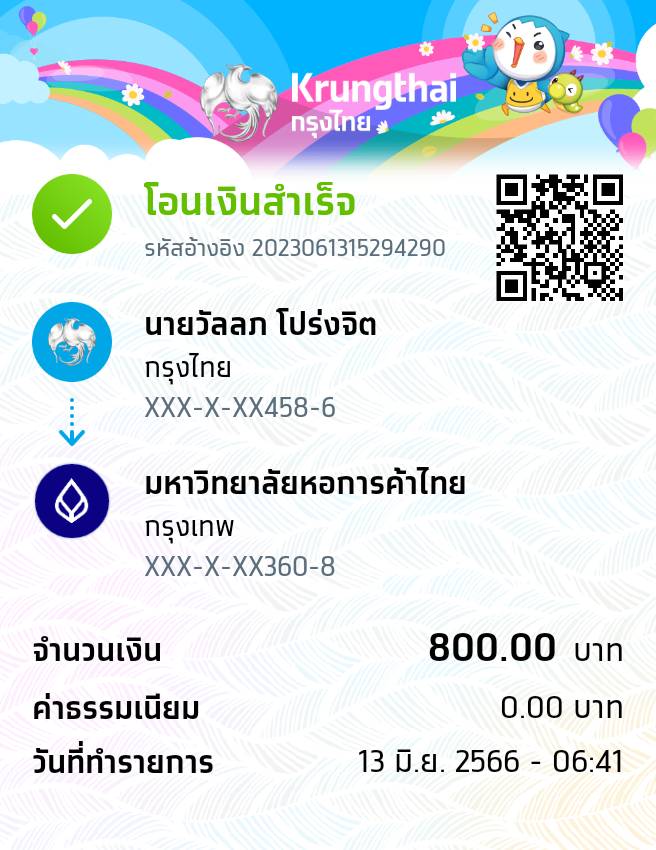 Krungthai
กรุงไทย
โอนเงินสำเร็จ
รหัสอ้างอิง 2023061315294290
นายวัลลภ โปร่งจิต
กรุงไทย
XXX-X-XX458-6
มหาวิทยาลัยหอการค้าไทย
กรุงเทพ
XXX-X-XX360-8
จำนวนเงิน 800.00 บาท
ค่าธรรมเนียม 0.00 บาท
วันที่ทำรายการ 13 มิ.ย. 2566 - 06:41